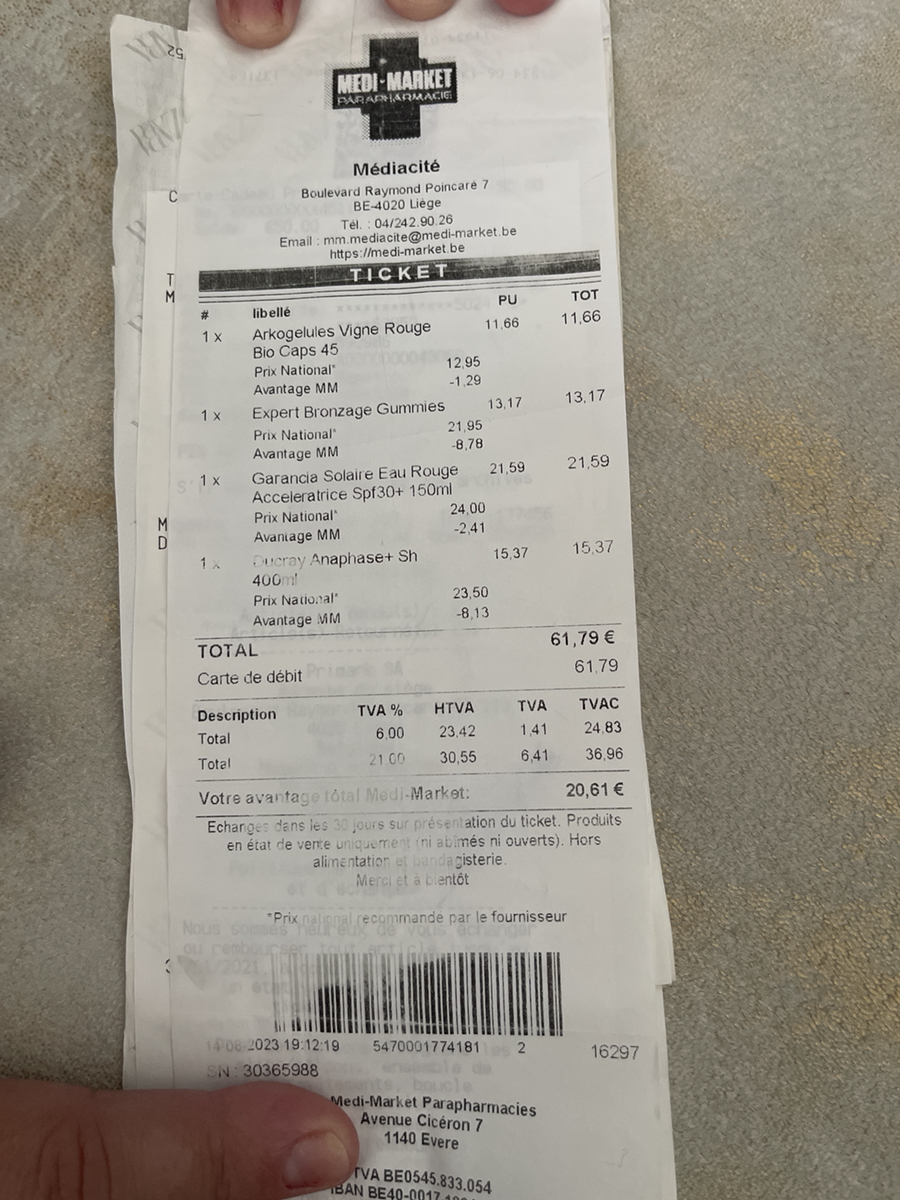 MEDI-MARKET
PARAPHARMACIE
Médiacité
Boulevard Raymond Poincaré 7
BE-4020 Liège
Tél. : 04/242.90.26
Email : mm.mediacite@medi-market.be
https://medi-market.be
TICKET
# libellé PU TOT
1 x Arkogelules Vigne Rouge 11,66 11,66
Bio Caps 45
Prix National* 12,95
Avantage MM -1,29
1 x Expert Bronzage Gummies 13,17 13,17
Prix National* 21,95
Avantage MM -8,78
1 x Garancia Solaire Eau Rouge 21,59 21,59
Acceleratrice Spf30+ 150ml
Prix National* 24,00
Avantage MM -2,41
1 x Ducray Anaphase+ Sh 15,37 15,37
400ml
Prix National* 23,50
Avantage MM -8,13
TOTAL 61,79 €
Carte de débit 61,79
Description TVA % HTVA TVA TVAC
Total 6,00 23,42 1,41 24,83
Total 21,00 30,55 6,41 36,96
Votre avantage total Medi-Market: 20,61 €
Echanges dans les 30 jours sur présentation du ticket. Produits
en état de vente uniquement (ni abimés ni ouverts). Hors
alimentation et bandagisterie.
Merci et à bientôt
*Prix national recommandé par le fournisseur
14-08-2023 19:12:19 5470001774181 2 16297
SN : 30365988
Medi-Market Parapharmacies
Avenue Cicéron 7
1140 Evere
TVA BE0545.833.054
IBAN BE40-0017